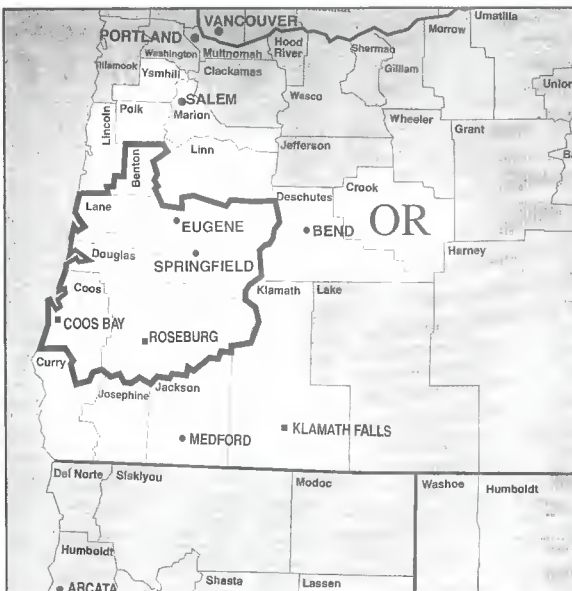 Umatilla
VANCOUVER
Morrow
PORTLAND
Washington
Multnomah
Hood
River
Sherman
Gilliam
Tillamook
Ysmhill
Clackamas
Union
SALEM
Wasco
Lincoln
Polk
Marion
Wheeler
Grant
Linn
Jefferson
Benton
Ba
Crook
Deschutes
Lane
OR
EUGENE
BEND
Harney
Douglas
SPRINGFIELD
Coos
Klamath
Lake
COOS BAY
ROSEBURG
Curry
Jackson
Josephine
MEDFORD
KLAMATH FALLS
Del Norte
Siskiyou
Modoc
Washoe
Humboldt
Humboldt
Shasta
Lassen
ARCATA